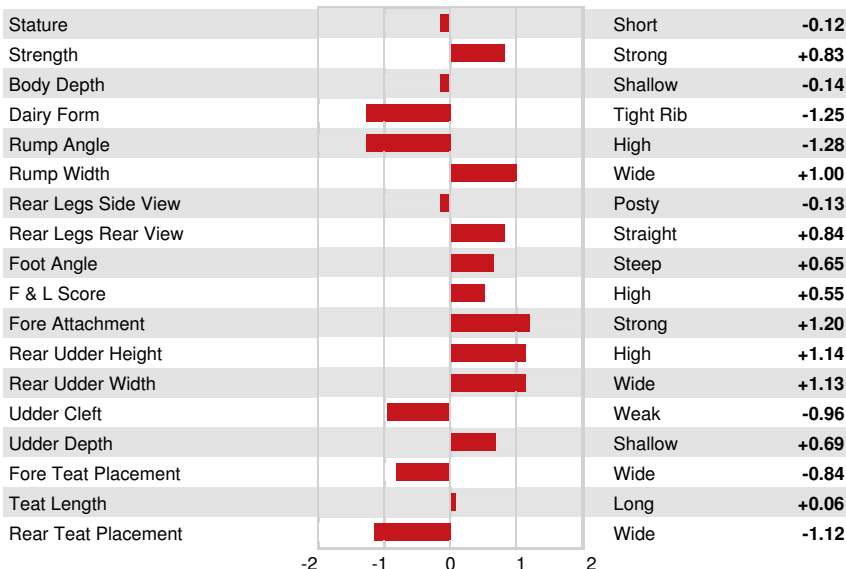 Stature Short -0.12
Strength Strong +0.83
Body Depth Shallow -0.14
Dairy Form Tight Rib -1.25
Rump Angle High -1.28
Rump Width Wide +1.00
Rear Legs Side View Posty -0.13
Rear Legs Rear View Straight +0.84
Foot Angle Steep +0.65
F & L Score High +0.55
Fore Attachment Strong +1.20
Rear Udder Height High +1.14
Rear Udder Width Wide +1.13
Udder Cleft Weak -0.96
Udder Depth Shallow +0.69
Fore Teat Placement Wide -0.84
Teat Length Long +0.06
Rear Teat Placement Wide -1.12
-2 -1 0 1 2